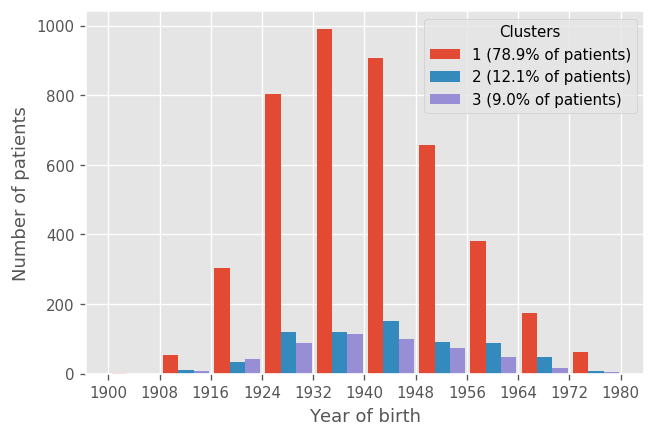 Clusters
1 (78.9% of patients)
2 (12.1% of patients)
3 (9.0% of patients)
Number of patients
1000
800
600
400
200
0
1900 1908 1916 1924 1932 1940 1948 1956 1964 1972 1980
Year of birth